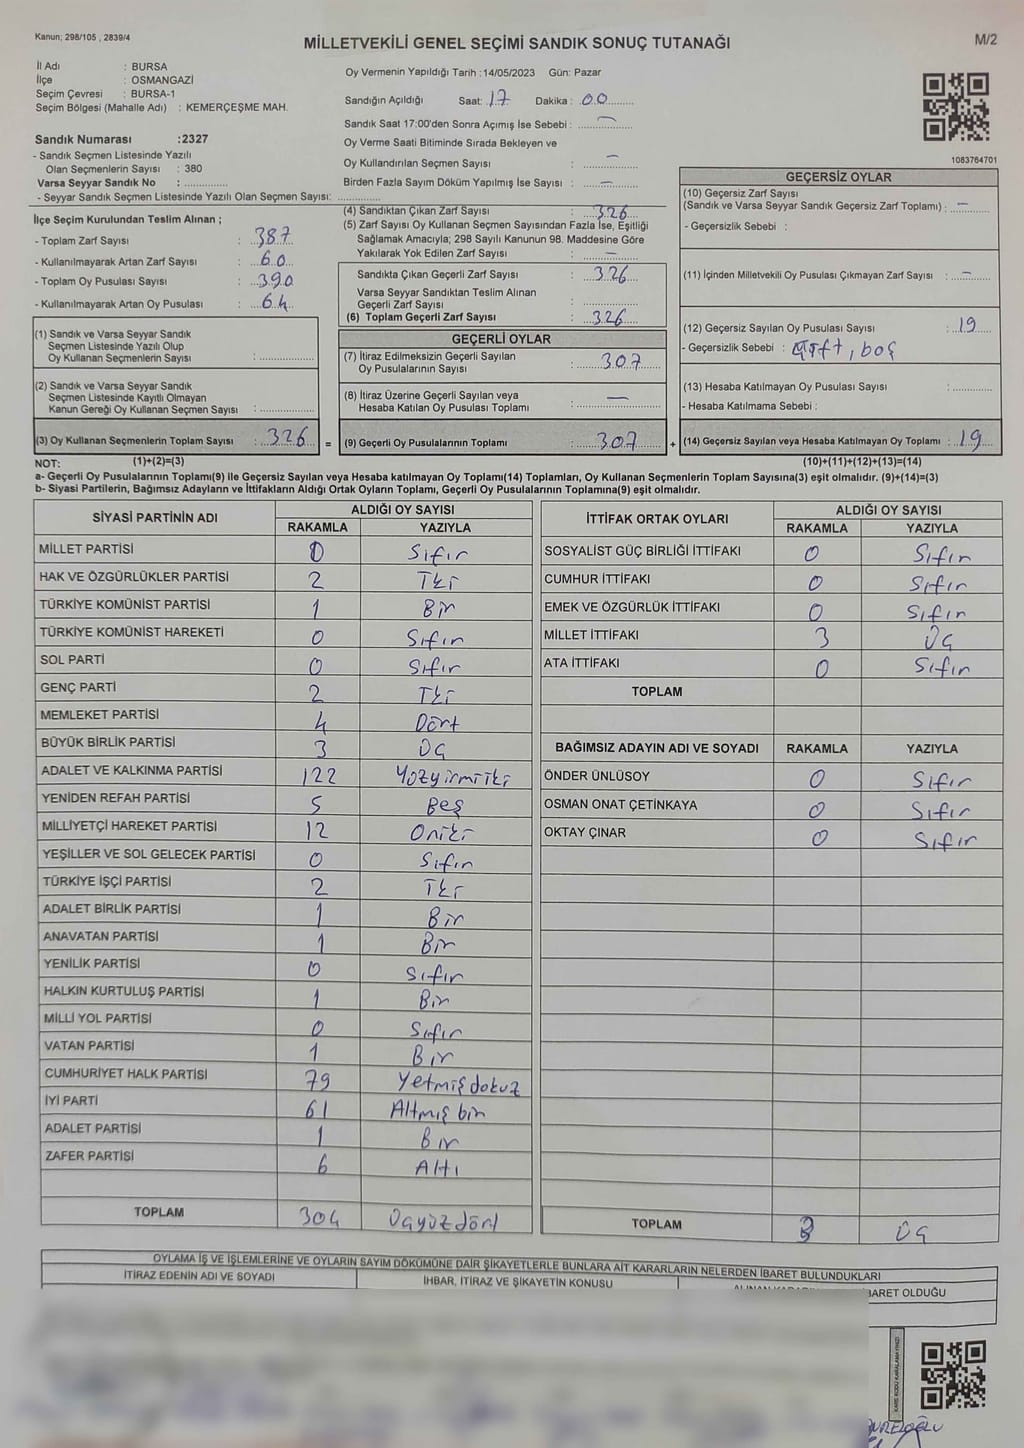 Kanun; 298/105 , 2839/4
MİLLETVEKİLİ GENEL SEÇİMİ SANDIK SONUÇ TUTANAĞI
M/2
İl Adı : BURSA
İlçe : OSMANGAZİ
Seçim Çevresi : BURSA-1
Seçim Bölgesi (Mahalle Adı) : KEMERÇEŞME MAH.
Sandık Numarası :2327
- Sandık Seçmen Listesinde Yazılı
Olan Seçmenlerin Sayısı : 380
Varsa Seyyar Sandık No : ..............
- Seyyar Sandık Seçmen Listesinde Yazılı Olan Seçmen Sayısı: ..............
Oy Vermenin Yapıldığı Tarih :14/05/2023 Gün: Pazar
Sandığın Açıldığı Saat: 17 Dakika : 00
Sandık Saat 17:00'den Sonra Açımış İse Sebebi : —
Oy Verme Saati Bitiminde Sırada Bekleyen ve
Oy Kullandırılan Seçmen Sayısı : —
Birden Fazla Sayım Döküm Yapılmış İse Sayısı : —
1083764701
İlçe Seçim Kurulundan Teslim Alınan ;
- Toplam Zarf Sayısı : 387
- Kullanılmayarak Artan Zarf Sayısı : 60
- Toplam Oy Pusulası Sayısı : 390
- Kullanılmayarak Artan Oy Pusulası : 64
(1) Sandık ve Varsa Seyyar Sandık
Seçmen Listesinde Yazılı Olup
Oy Kullanan Seçmenlerin Sayısı : ..............
(2) Sandık ve Varsa Seyyar Sandık
Seçmen Listesinde Kayıtlı Olmayan
Kanun Gereği Oy Kullanan Seçmen Sayısı : ..............
(3) Oy Kullanan Seçmenlerin Toplam Sayısı : 326 =
(4) Sandıktan Çıkan Zarf Sayısı : 326
(5) Zarf Sayısı Oy Kullanan Seçmen Sayısından Fazla İse, Eşitliği
Sağlamak Amacıyla; 298 Sayılı Kanunun 98. Maddesine Göre
Yakılarak Yok Edilen Zarf Sayısı : —
Sandıkta Çıkan Geçerli Zarf Sayısı : 326
Varsa Seyyar Sandıktan Teslim Alınan
Geçerli Zarf Sayısı : ..............
(6) Toplam Geçerli Zarf Sayısı : 326
GEÇERLİ OYLAR
(7) İtiraz Edilmeksizin Geçerli Sayılan
Oy Pusulalarının Sayısı : 307
(8) İtiraz Üzerine Geçerli Sayılan veya
Hesaba Katılan Oy Pusulası Toplamı : —
(9) Geçerli Oy Pusulalarının Toplamı : 307 +
GEÇERSİZ OYLAR
(10) Geçersiz Zarf Sayısı
(Sandık ve Varsa Seyyar Sandık Geçersiz Zarf Toplamı) : —
- Geçersizlik Sebebi :
(11) İçinden Milletvekili Oy Pusulası Çıkmayan Zarf Sayısı : —
(12) Geçersiz Sayılan Oy Pusulası Sayısı : 19
- Geçersizlik Sebebi : çift, boş
(13) Hesaba Katılmayan Oy Pusulası Sayısı : ..............
- Hesaba Katılmama Sebebi :
(14) Geçersiz Sayılan veya Hesaba Katılmayan Oy Toplamı : 19
NOT: (1)+(2)=(3) (10)+(11)+(12)+(13)=(14)
a- Geçerli Oy Pusulalarının Toplamı(9) ile Geçersiz Sayılan veya Hesaba katılmayan Oy Toplamı(14) Toplamları, Oy Kullanan Seçmenlerin Toplam Sayısına(3) eşit olmalıdır. (9)+(14)=(3)
b- Siyasi Partilerin, Bağımsız Adayların ve İttifakların Aldığı Ortak Oyların Toplamı, Geçerli Oy Pusulalarının Toplamına(9) eşit olmalıdır.
SİYASİ PARTİNİN ADI ALDIĞI OY SAYISI
RAKAMLA YAZIYLA
MİLLET PARTİSİ 0 Sıfır
HAK VE ÖZGÜRLÜKLER PARTİSİ 2 İki
TÜRKİYE KOMÜNİST PARTİSİ 1 Bir
TÜRKİYE KOMÜNİST HAREKETİ 0 Sıfır
SOL PARTİ 0 Sıfır
GENÇ PARTİ 2 İki
MEMLEKET PARTİSİ 4 Dört
BÜYÜK BİRLİK PARTİSİ 3 Üç
ADALET VE KALKINMA PARTİSİ 122 Yüzyirmiiki
YENİDEN REFAH PARTİSİ 5 Beş
MİLLİYETÇİ HAREKET PARTİSİ 12 Oniki
YEŞİLLER VE SOL GELECEK PARTİSİ 0 Sıfır
TÜRKİYE İŞÇİ PARTİSİ 2 İki
ADALET BİRLİK PARTİSİ 1 Bir
ANAVATAN PARTİSİ 1 Bir
YENİLİK PARTİSİ 0 Sıfır
HALKIN KURTULUŞ PARTİSİ 1 Bir
MİLLİ YOL PARTİSİ 0 Sıfır
VATAN PARTİSİ 1 Bir
CUMHURİYET HALK PARTİSİ 79 Yetmiş dokuz
İYİ PARTİ 61 Altmış bir
ADALET PARTİSİ 1 Bir
ZAFER PARTİSİ 6 Altı
TOPLAM 304 Üçyüz dört
İTTİFAK ORTAK OYLARI ALDIĞI OY SAYISI
RAKAMLA YAZIYLA
SOSYALİST GÜÇ BİRLİĞİ İTTİFAKI 0 Sıfır
CUMHUR İTTİFAKI 0 Sıfır
EMEK VE ÖZGÜRLÜK İTTİFAKI 0 Sıfır
MİLLET İTTİFAKI 3 Üç
ATA İTTİFAKI 0 Sıfır
TOPLAM
BAĞIMSIZ ADAYIN ADI VE SOYADI RAKAMLA YAZIYLA
ÖNDER ÜNLÜSOY 0 Sıfır
OSMAN ONAT ÇETİNKAYA 0 Sıfır
OKTAY ÇINAR 0 Sıfır
TOPLAM 3 Üç
OYLAMA İŞ VE İŞLEMLERİNE VE OYLARIN SAYIM DÖKÜMÜNE DAİR ŞİKAYETLERLE BUNLARA AİT KARARLARIN NELERDEN İBARET BULUNDUKLARI
İTİRAZ EDENİN ADI VE SOYADI
İHBAR, İTİRAZ VE ŞİKAYETİN KONUSU
BARET OLDUĞU